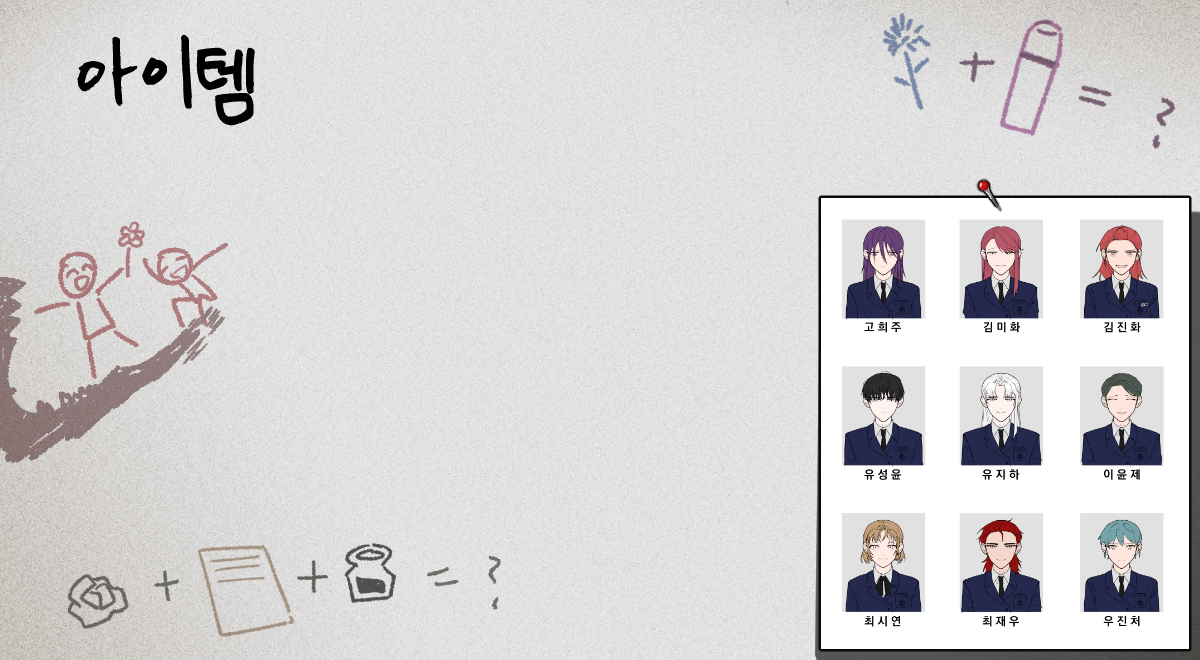 아이템
+ = ?
고희주 김미화 김진화
유성윤 유지하 이윤제
최시연 최재우 우진처
+ + = ?